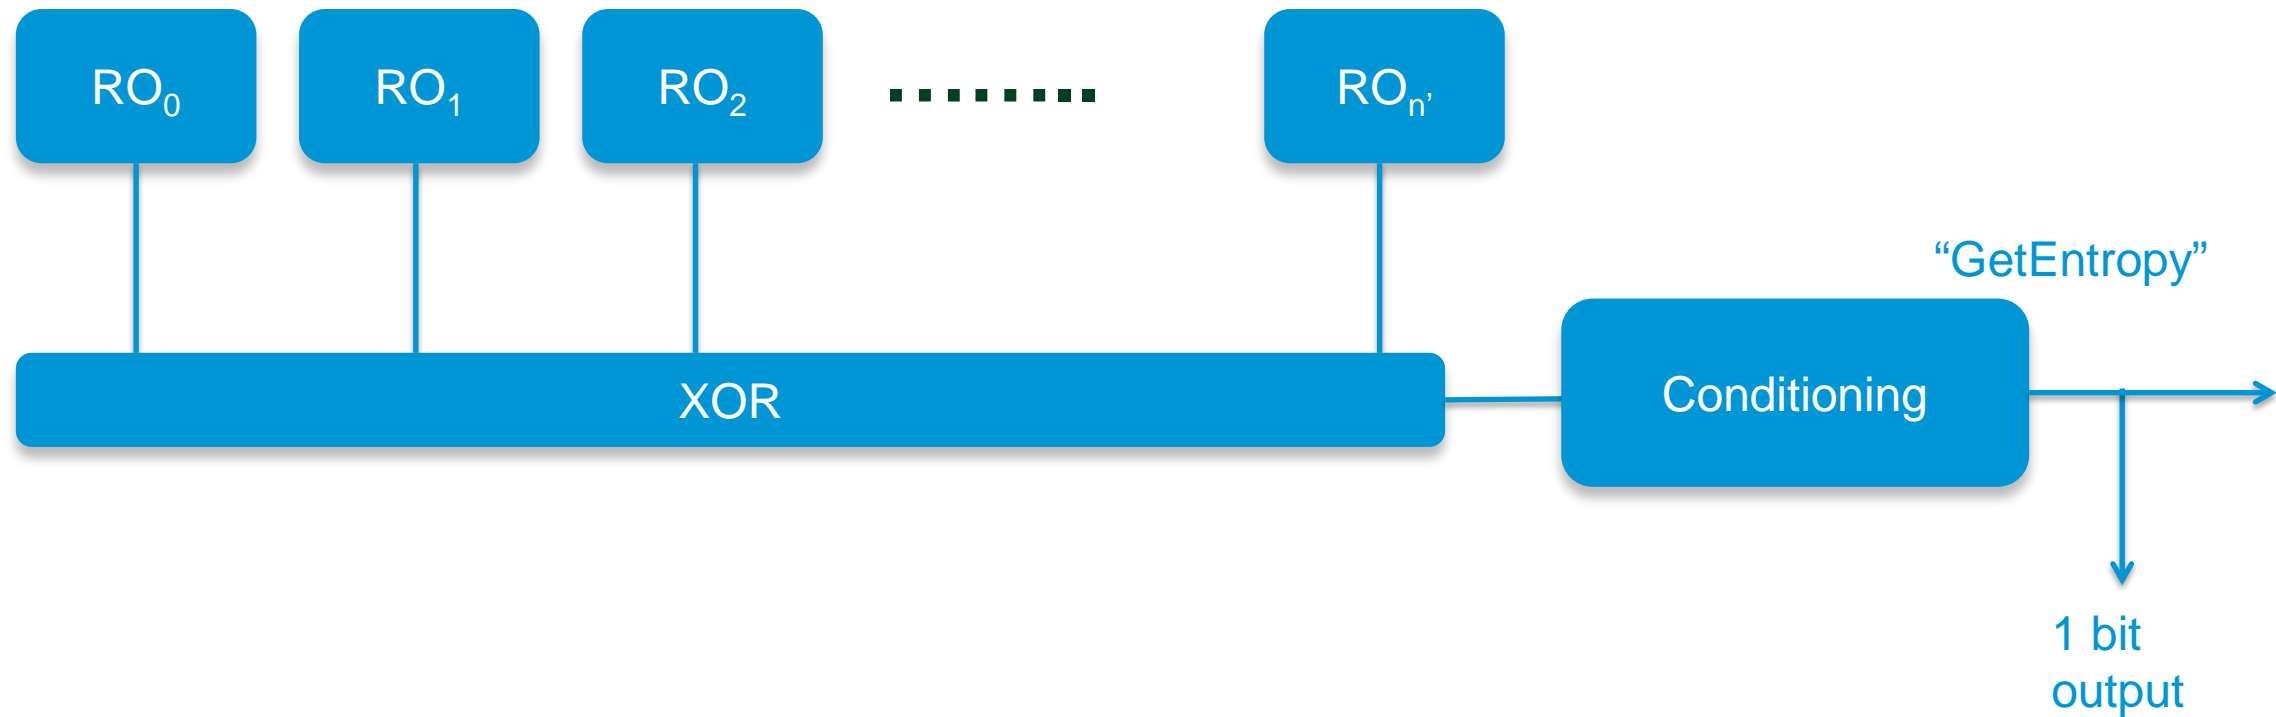 RO₀ RO₁ RO₂ ROₙ’
“GetEntropy”
XOR
Conditioning
1 bit
output